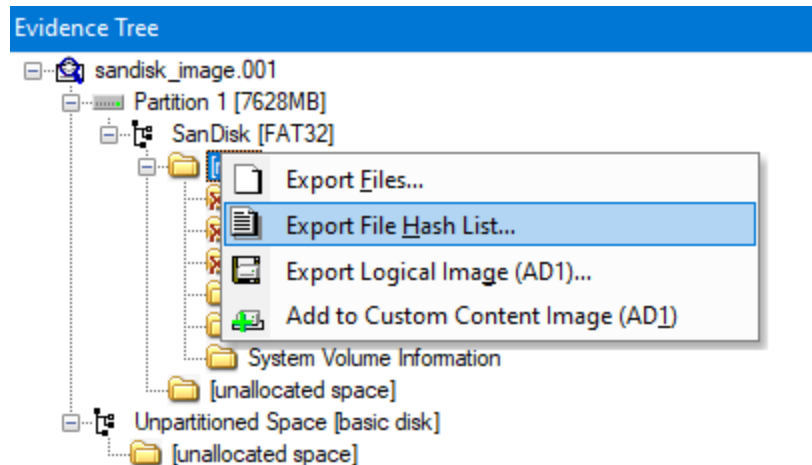 Evidence Tree
sandisk_image.001
Partition 1 [7628MB]
SanDisk [FAT32]
Export Files...
Export File Hash List...
Export Logical Image (AD1)...
Add to Custom Content Image (AD1)
System Volume Information
[unallocated space]
Unpartitioned Space [basic disk]
[unallocated space]